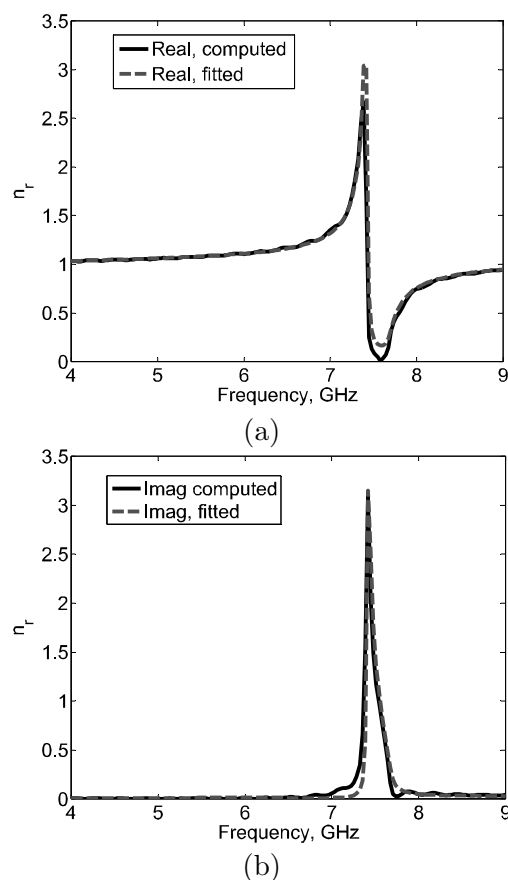 3.5
3
2.5
2
1.5
1
0.5
0
n_r
Real, computed
Real, fitted
4 5 6 7 8 9
Frequency, GHz
(a)
3.5
3
2.5
2
1.5
1
0.5
0
n_r
Imag computed
Imag, fitted
4 5 6 7 8 9
Frequency, GHz
(b)